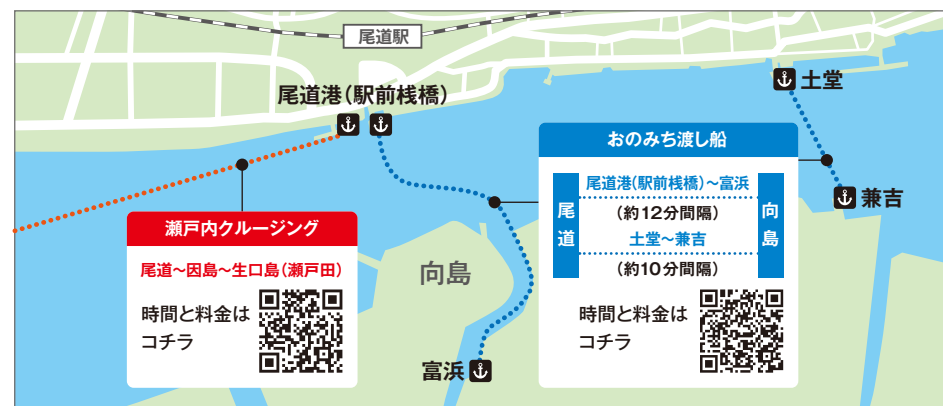 尾道駅
尾道港（駅前桟橋）
土堂
兼吉
おのみち渡し船
尾道
尾道港（駅前桟橋）～富浜
（約12分間隔）
土堂～兼吉
（約10分間隔）
向島
時間と料金は
コチラ
瀬戸内クルージング
尾道～因島～生口島（瀬戸田）
時間と料金は
コチラ
向島
富浜